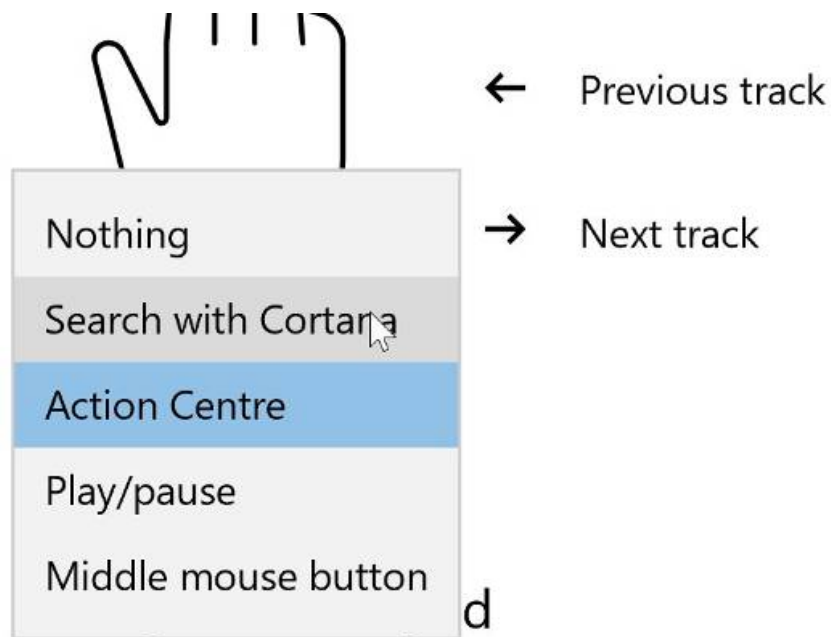 Previous track
Nothing
Next track
Search with Cortana
Action Centre
Play/pause
Middle mouse button
d